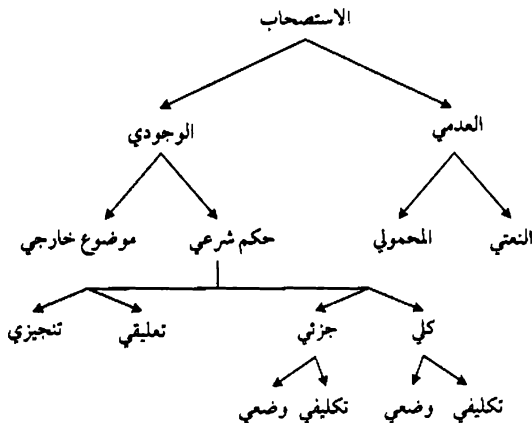 الاستصحاب
العدمي الوجودي
النعتي المحمولي حكم شرعي موضوع خارجي
كلي جزئي تعليقي تنجيزي
تكليفي وضعي تكليفي وضعي